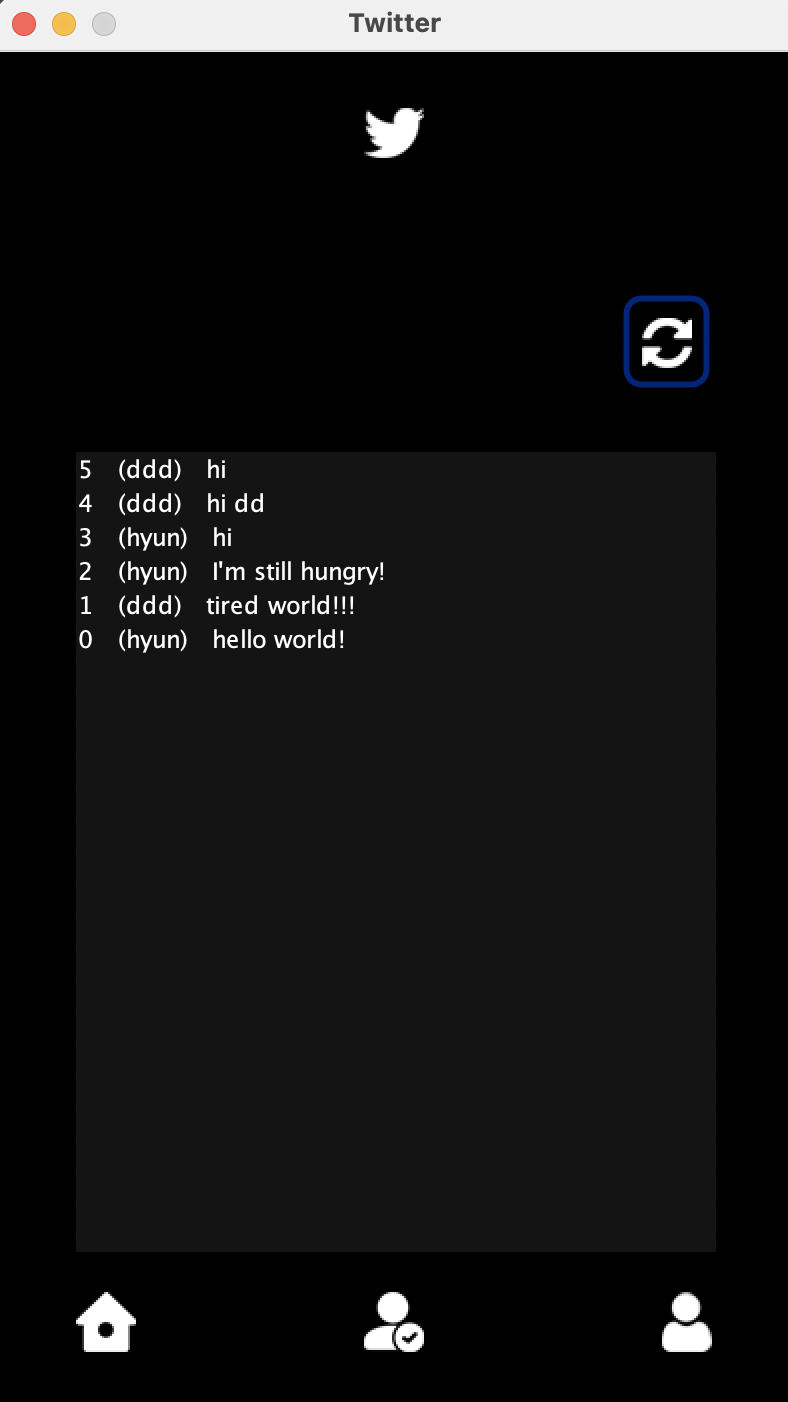 Twitter
5 (ddd) hi
4 (ddd) hi dd
3 (hyun) hi
2 (hyun) I'm still hungry!
1 (ddd) tired world!!!
0 (hyun) hello world!